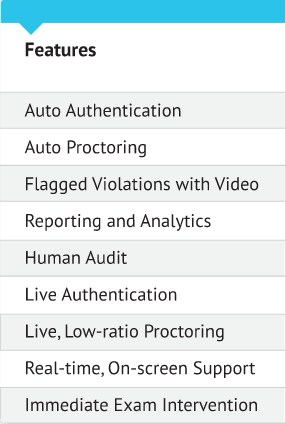 Features
Auto Authentication
Auto Proctoring
Flagged Violations with Video
Reporting and Analytics
Human Audit
Live Authentication
Live, Low-ratio Proctoring
Real-time, On-screen Support
Immediate Exam Intervention